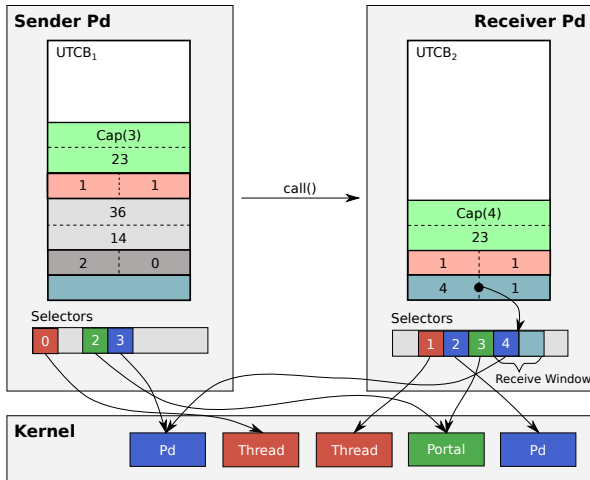 Sender Pd
UTCB1
Cap(3)
23
1 1
36
14
2 0
Selectors
0 2 3
call()
Receiver Pd
UTCB2
Cap(4)
23
1 1
4 1
Selectors
1 2 3 4
Receive Window
Kernel
Pd Thread Thread Portal Pd